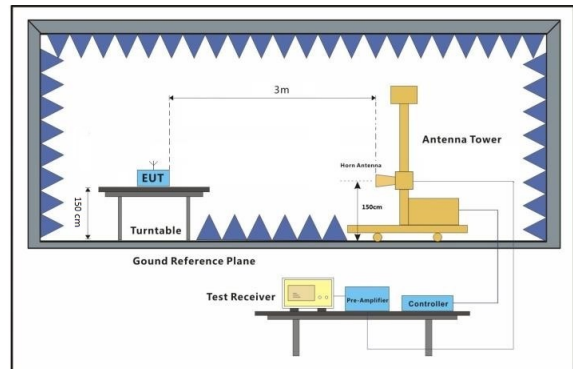 3m
Antenna Tower
Horn Antenna
EUT
150 cm
150cm
Turntable
Gound Reference Plane
Test Receiver
Pre-Amplifier
Controller